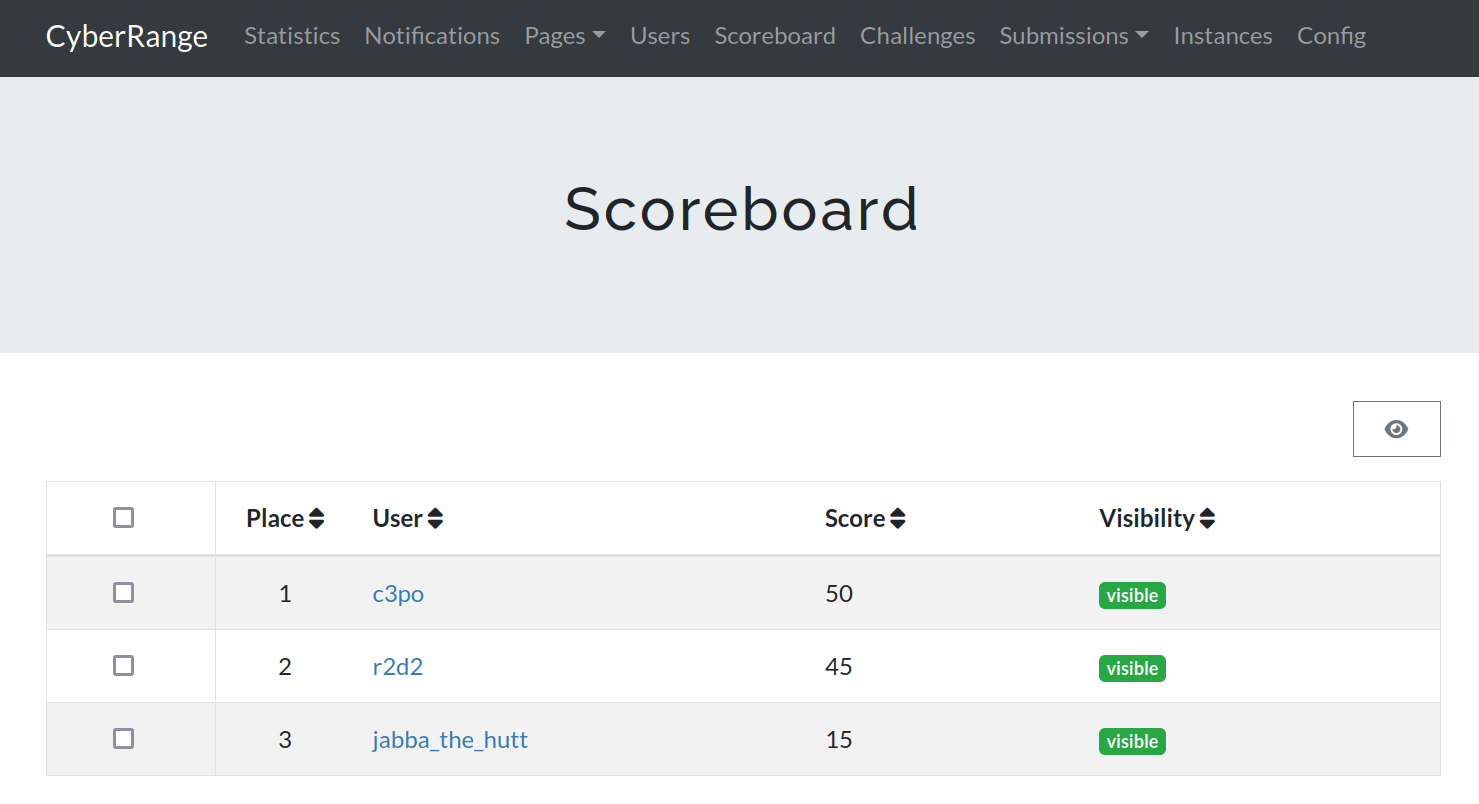 CyberRange Statistics Notifications Pages Users Scoreboard Challenges Submissions Instances Config
Scoreboard
Place User Score Visibility
1 c3po 50 visible
2 r2d2 45 visible
3 jabba_the_hutt 15 visible